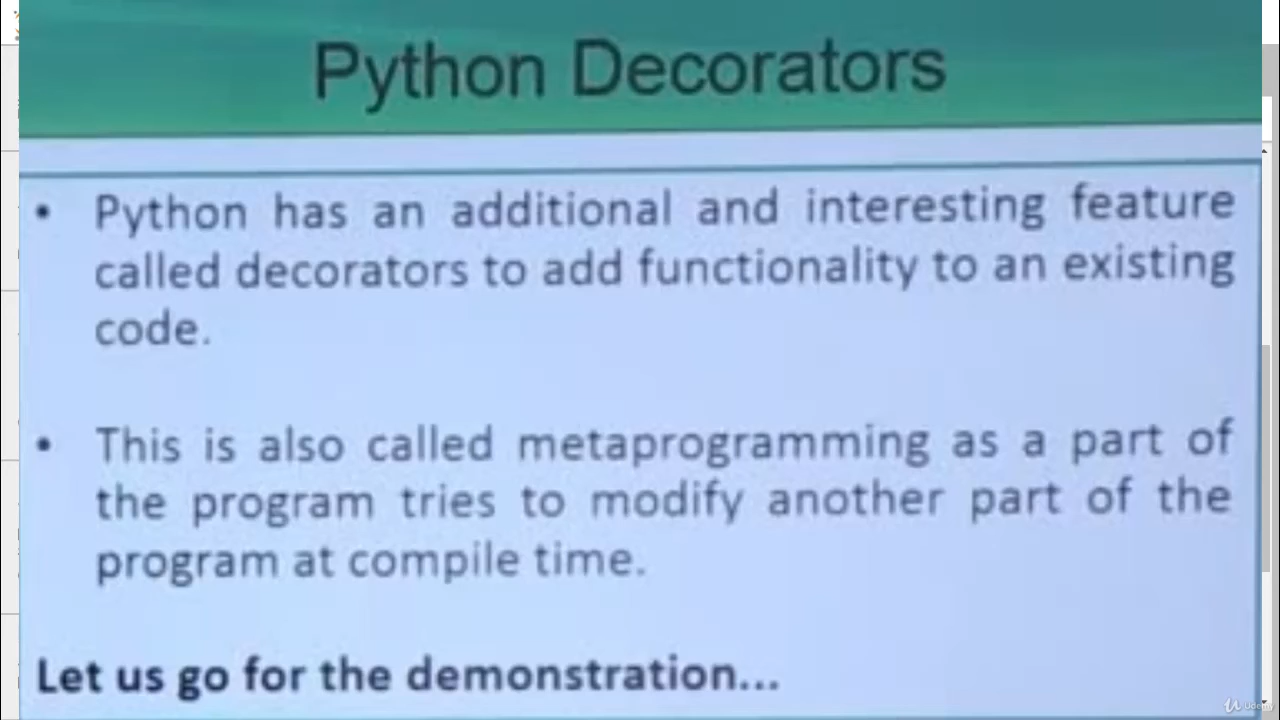 Python Decorators
• Python has an additional and interesting feature
called decorators to add functionality to an existing
code.
• This is also called metaprogramming as a part of
the program tries to modify another part of the
program at compile time.
Let us go for the demonstration...
Udemy